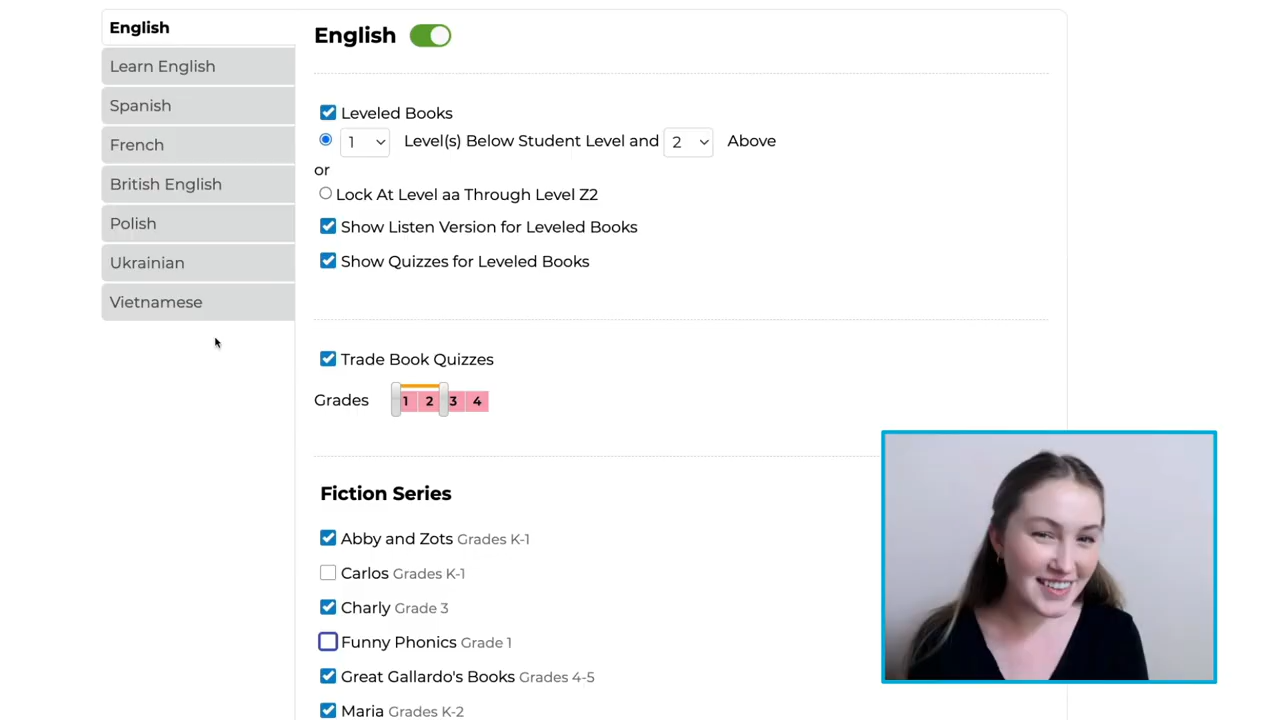 English
Learn English
Spanish
French
British English
Polish
Ukrainian
Vietnamese
English
Leveled Books
1 Level(s) Below Student Level and 2 Above
or
Lock At Level aa Through Level Z2
Show Listen Version for Leveled Books
Show Quizzes for Leveled Books
Trade Book Quizzes
Grades 1 2 3 4
Fiction Series
Abby and Zots Grades K-1
Carlos Grades K-1
Charly Grade 3
Funny Phonics Grade 1
Great Gallardo's Books Grades 4-5
Maria Grades K-2